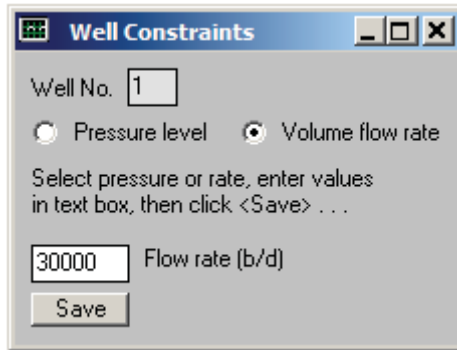 Well Constraints
Well No. 1
Pressure level Volume flow rate
Select pressure or rate, enter values
in text box, then click <Save> . . .
30000 Flow rate (b/d)
Save